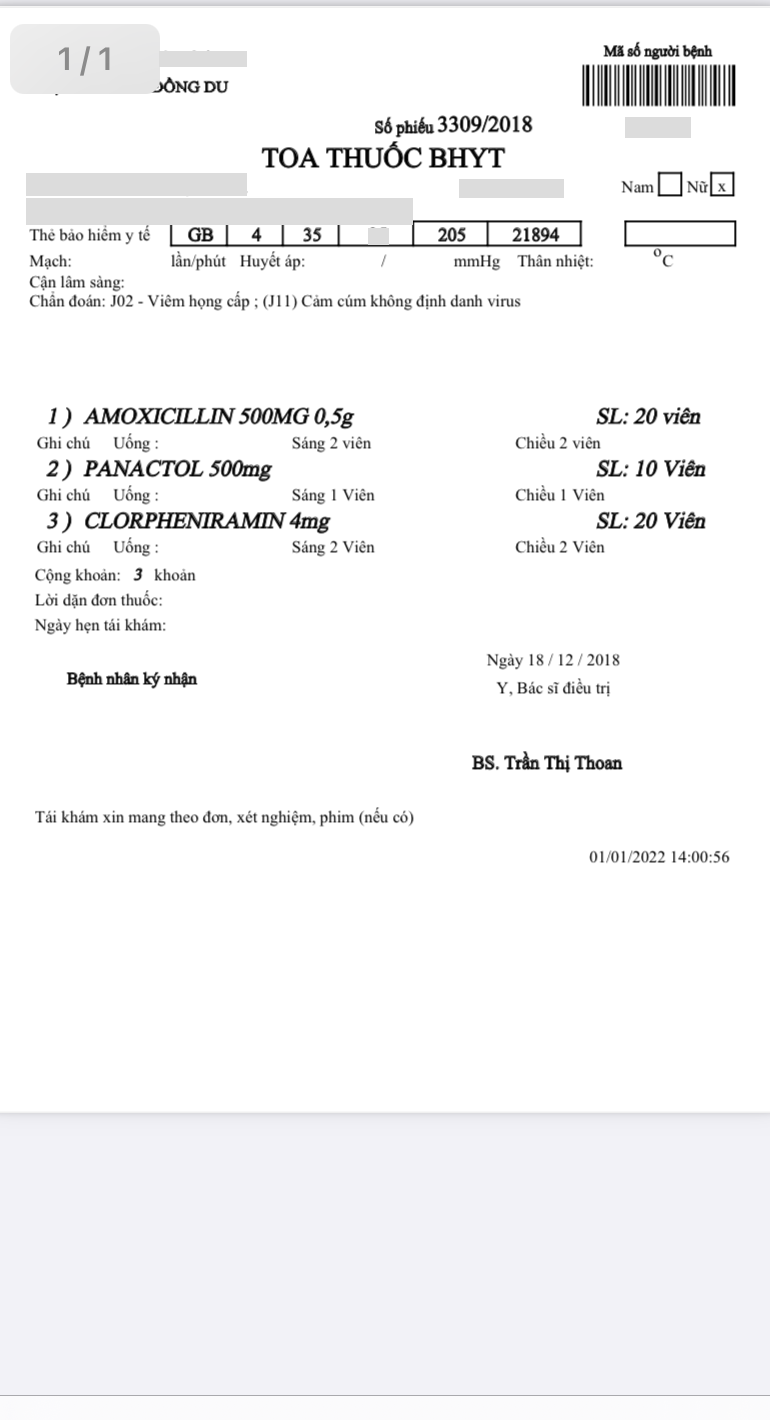 1/1
Mã số người bệnh
ĐÔNG DU
Số phiếu 3309/2018
TOA THUỐC BHYT
Nam Nữ x
Thẻ bảo hiểm y tế GB 4 35 205 21894
Mạch: lần/phút Huyết áp: / mmHg Thân nhiệt: °C
Cận lâm sàng:
Chẩn đoán: J02 - Viêm họng cấp ; (J11) Cảm cúm không định danh virus
1 ) AMOXICILLIN 500MG 0,5g SL: 20 viên
Ghi chú Uống : Sáng 2 viên Chiều 2 viên
2 ) PANACTOL 500mg SL: 10 Viên
Ghi chú Uống : Sáng 1 Viên Chiều 1 Viên
3 ) CLORPHENIRAMIN 4mg SL: 20 Viên
Ghi chú Uống : Sáng 2 Viên Chiều 2 Viên
Cộng khoản: 3 khoản
Lời dặn đơn thuốc:
Ngày hẹn tái khám:
Ngày 18 / 12 / 2018
Bệnh nhân ký nhận
Y, Bác sĩ điều trị
BS. Trần Thị Thoan
Tái khám xin mang theo đơn, xét nghiệm, phim (nếu có)
01/01/2022 14:00:56